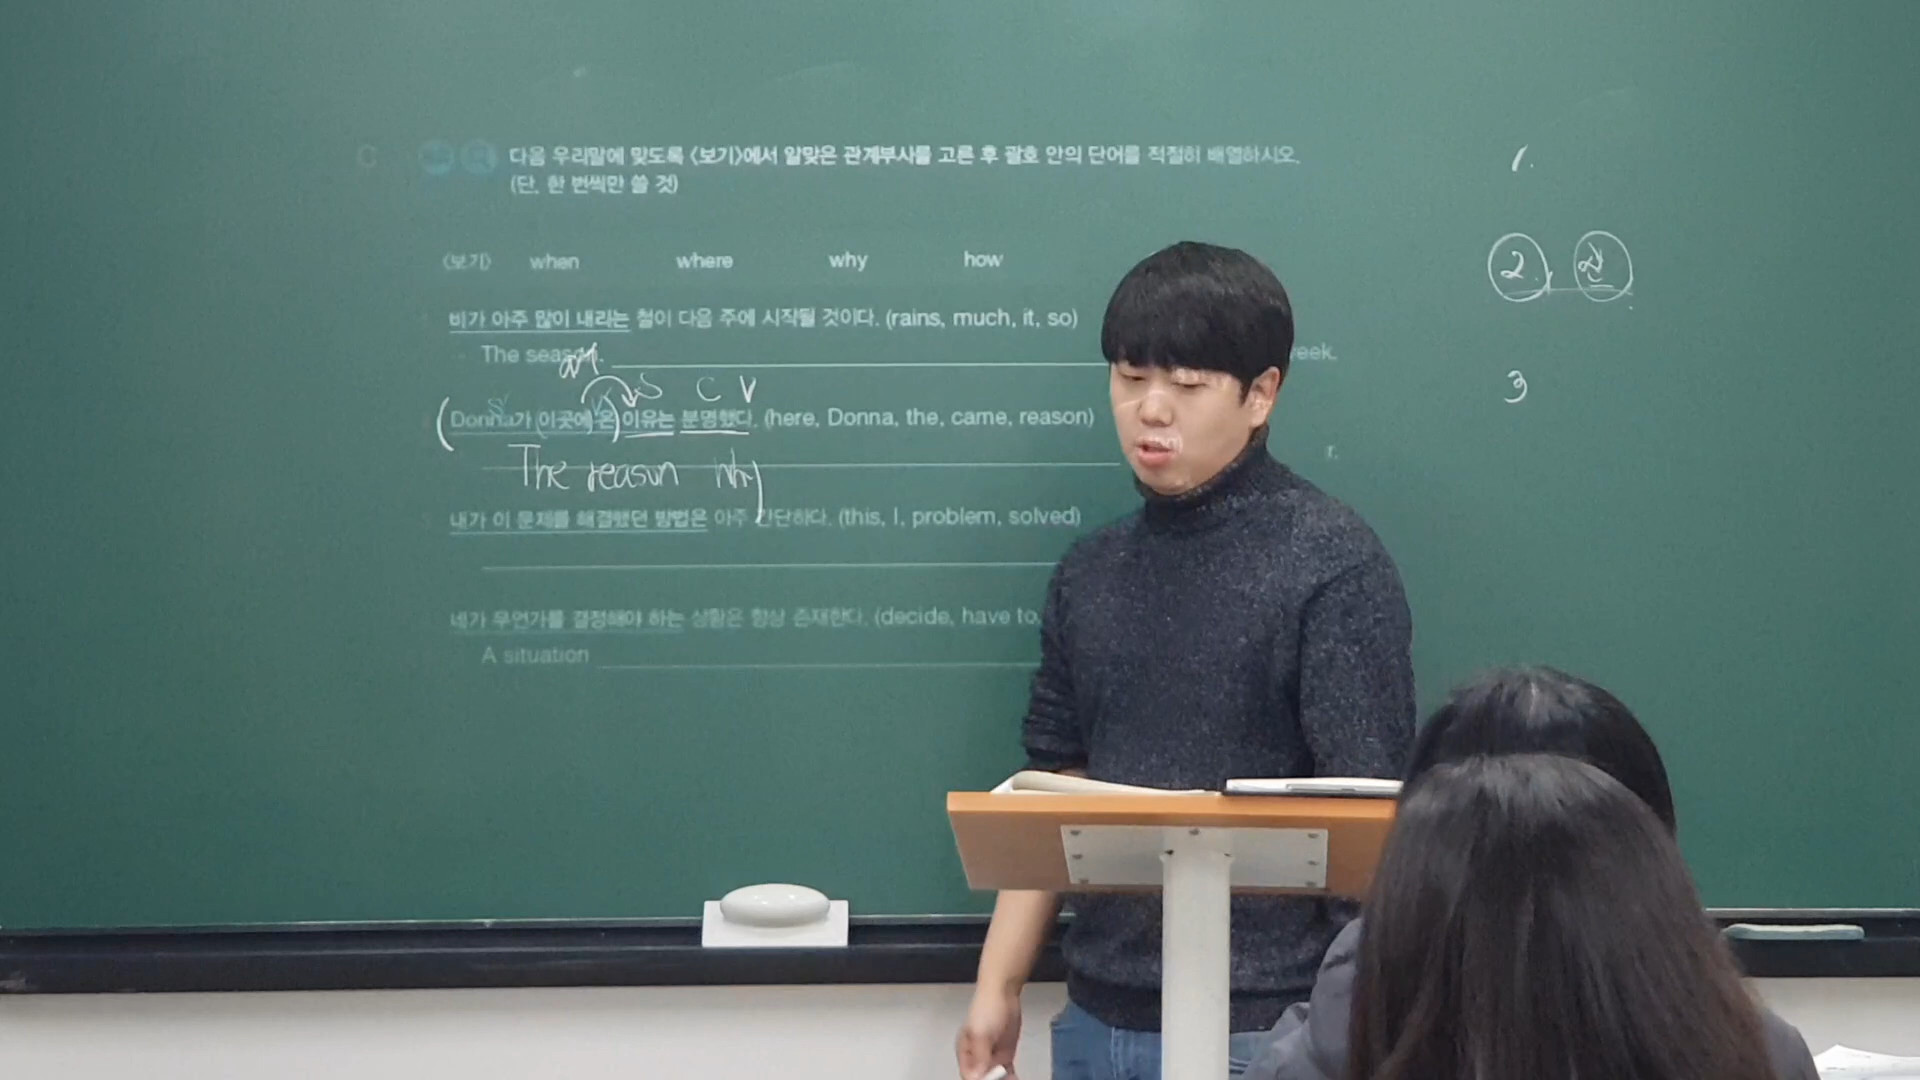 다음 우리말에 맞도록 〈보기〉에서 알맞은 관계부사를 고른 후 괄호 안의 단어를 적절히 배열하시오.
(단, 한 번씩만 쓸 것)
1.
〈보기〉 when where why how
2.
비가 아주 많이 내리는 철이 다음 주에 시작될 것이다. (rains, much, it, so)
The season
3
S C V
S V
(Donna가 (이곳에) 온) 이유는 분명했다. (here, Donna, the, came, reason)
The reason why
r.
내가 이 문제를 해결했던 방법은 아주 간단하다. (this, I, problem, solved)
네가 무언가를 결정해야 하는 상황은 항상 존재한다. (decide, have to,
A situation